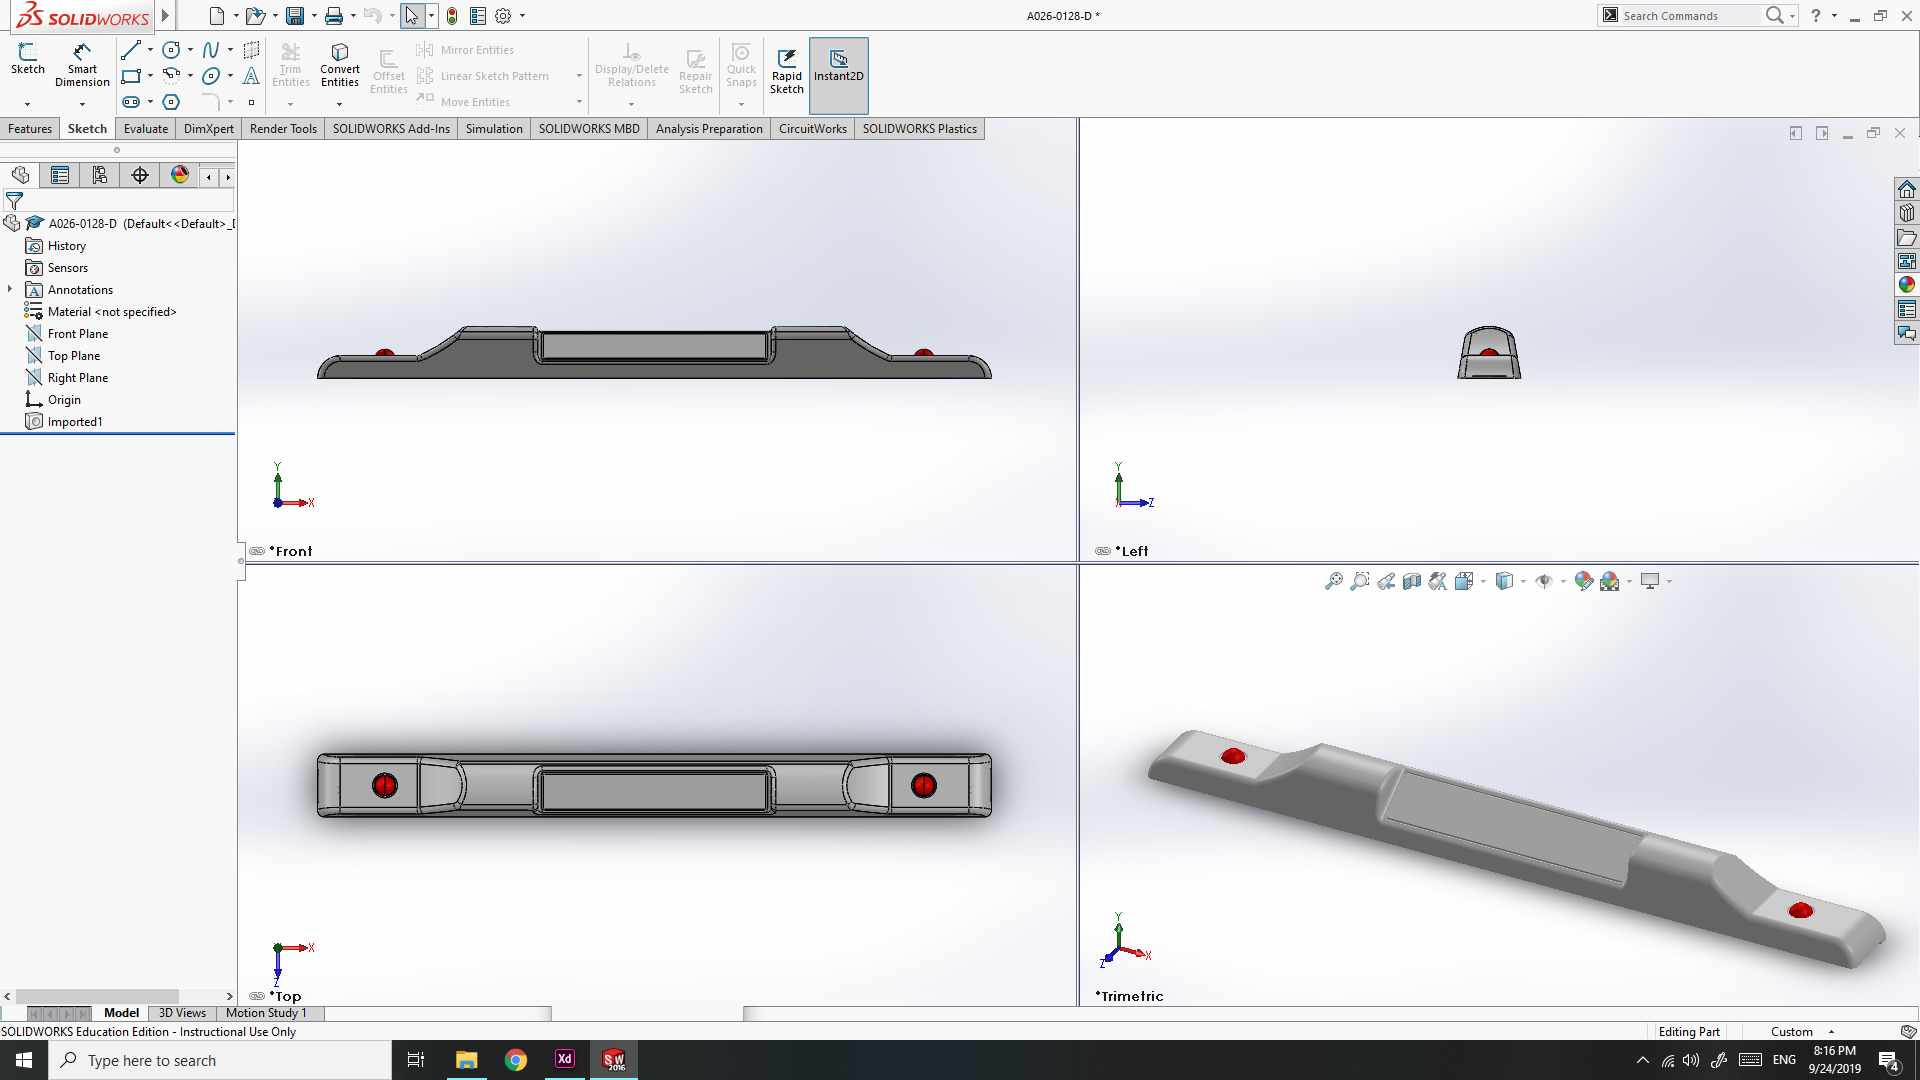 SOLIDWORKS
A026-0128-D *
Search Commands
?
Sketch
Smart Dimension
Trim Entities
Convert Entities
Offset Entities
Mirror Entities
Linear Sketch Pattern
Move Entities
Display/Delete Relations
Repair Sketch
Quick Snaps
Rapid Sketch
Instant2D
Features
Sketch
Evaluate
DimXpert
Render Tools
SOLIDWORKS Add-Ins
Simulation
SOLIDWORKS MBD
Analysis Preparation
CircuitWorks
SOLIDWORKS Plastics
A026-0128-D (Default<<Default>_
History
Sensors
A Annotations
Material <not specified>
Front Plane
Top Plane
Right Plane
Origin
Imported1
Y
X
*Front
Y
X
Z
*Left
X
Z
*Top
Y
X
Z
*Trimetric
Model
3D Views
Motion Study 1
SOLIDWORKS Education Edition - Instructional Use Only
Editing Part
Custom
Type here to search
Xd
SW
2016
ENG
8:16 PM
9/24/2019
4